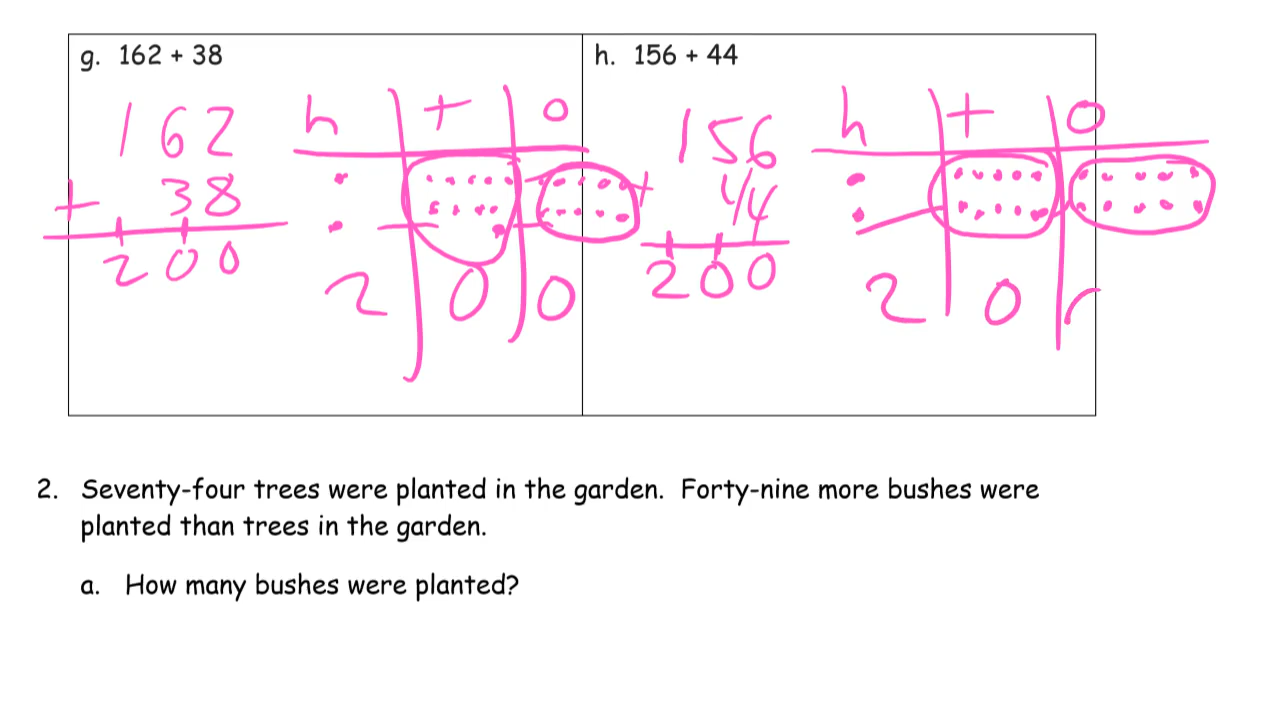 g. 162 + 38
162
+ 38
200
h t o
2 0 0
h. 156 + 44
156
+ 44
200
h t o
2 0
2. Seventy-four trees were planted in the garden. Forty-nine more bushes were
planted than trees in the garden.
a. How many bushes were planted?